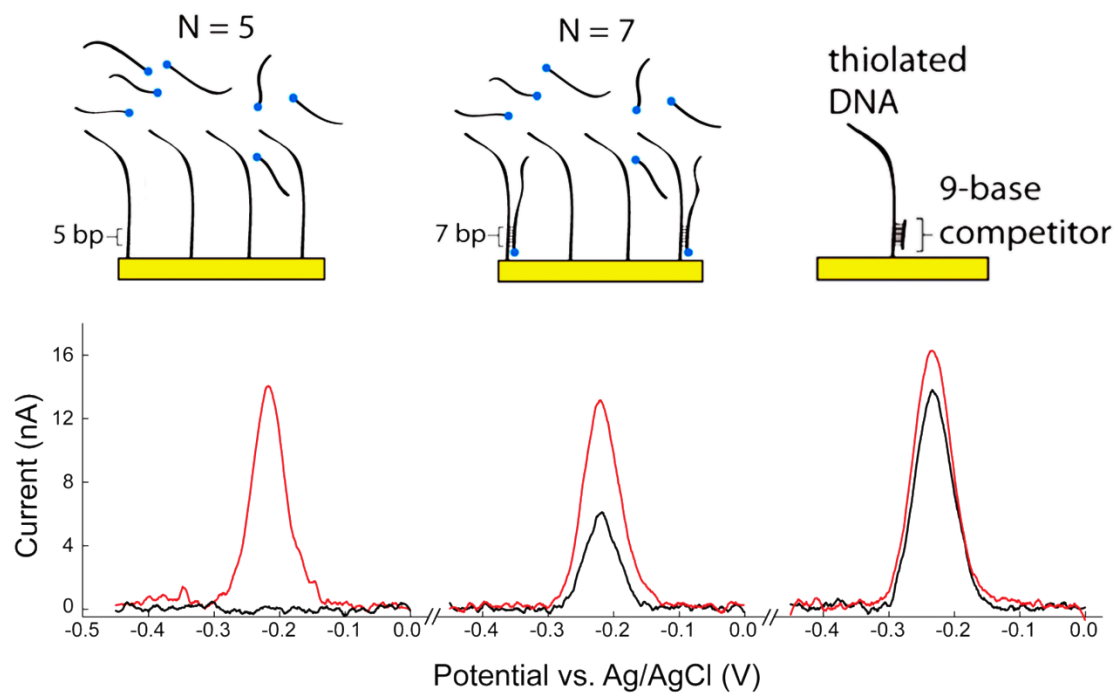 N = 5
N = 7
thiolated
DNA
9-base
competitor
5 bp
7 bp
16
12
8
4
0
Current (nA)
-0.5 -0.4 -0.3 -0.2 -0.1 0.0 -0.3 -0.2 -0.1 0.0 -0.4 -0.3 -0.2 -0.1 0.0
Potential vs. Ag/AgCl (V)